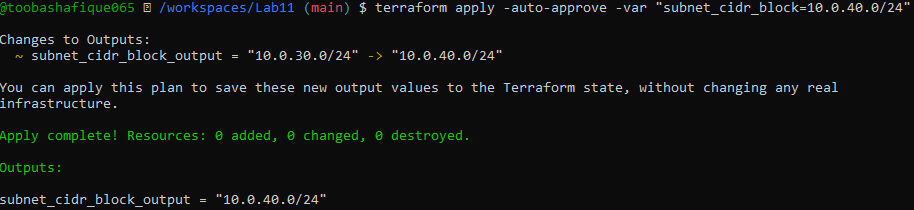 @toobashafique065 /workspaces/Lab11 (main) $ terraform apply -auto-approve -var "subnet_cidr_block=10.0.40.0/24"
Changes to Outputs:
~ subnet_cidr_block_output = "10.0.30.0/24" -> "10.0.40.0/24"
You can apply this plan to save these new output values to the Terraform state, without changing any real
infrastructure.
Apply complete! Resources: 0 added, 0 changed, 0 destroyed.
Outputs:
subnet_cidr_block_output = "10.0.40.0/24"